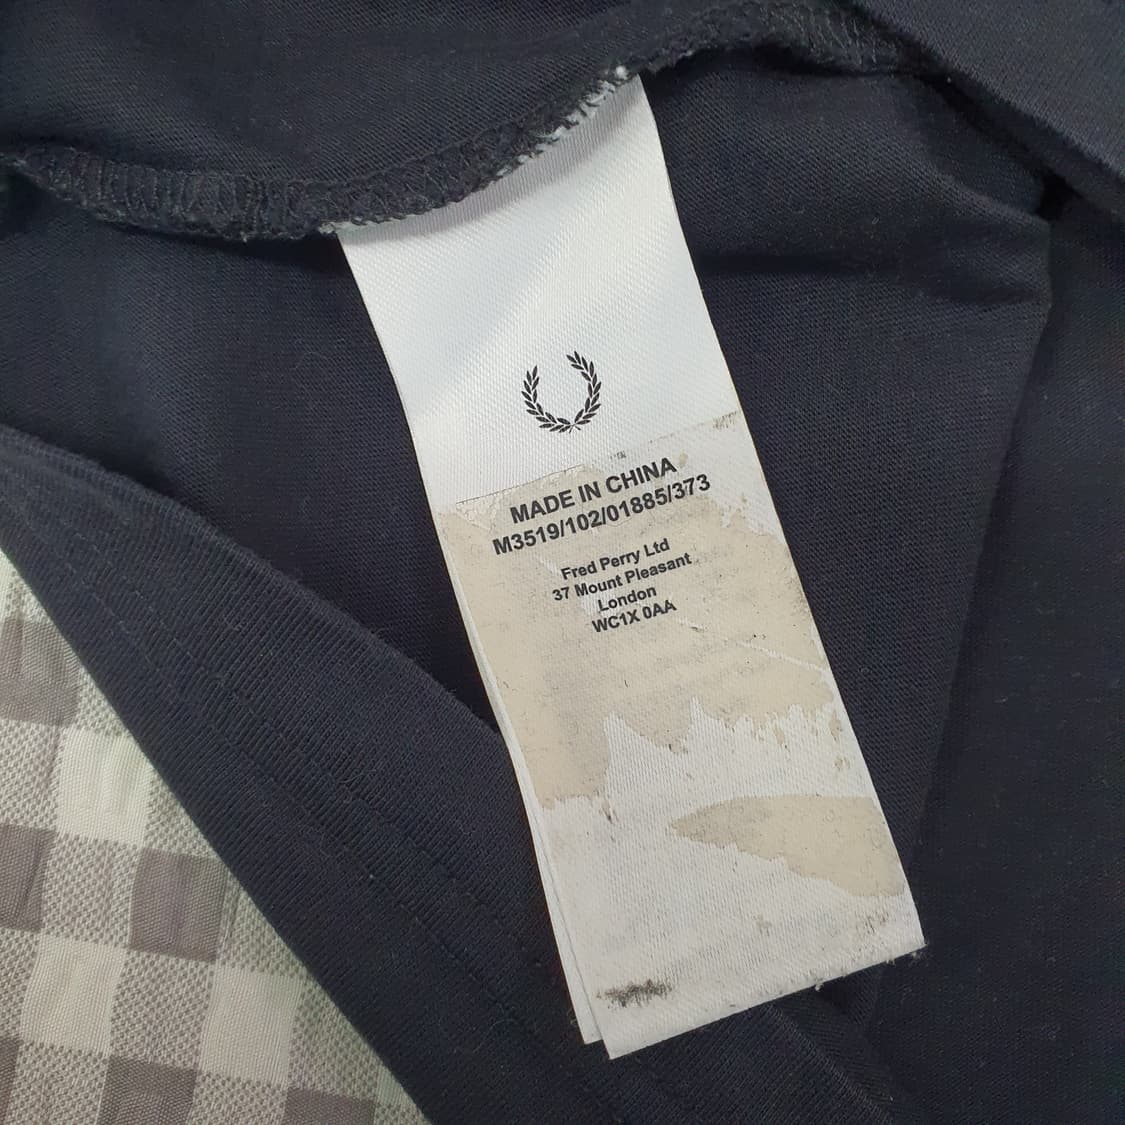 MADE IN CHINA
M3519/102/01885/373
Fred Perry Ltd
37 Mount Pleasant
London
WC1X 0AA